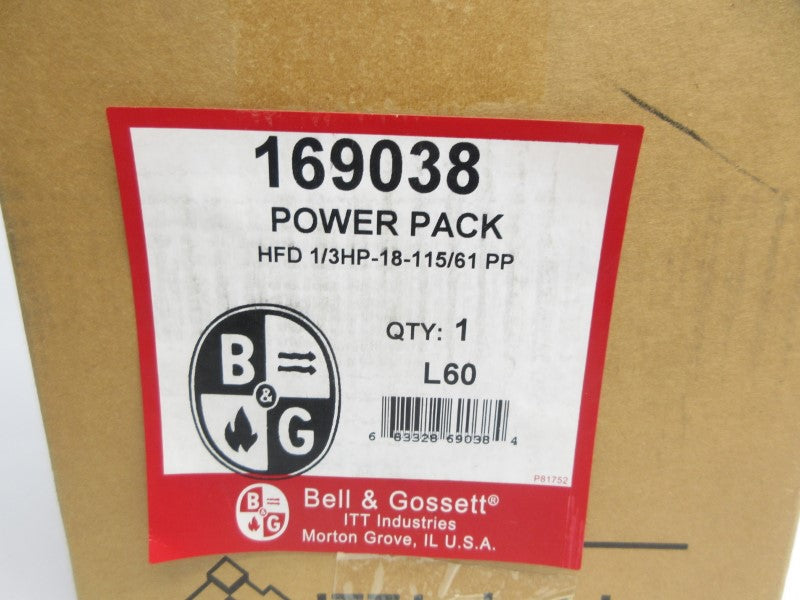 169038
POWER PACK
HFD 1/3HP-18-115/61 PP
QTY: 1
L60
B
&
G
6 83328 69038 4
P81752
B
&
G
Bell & Gossett®
ITT Industries
Morton Grove, IL U.S.A.